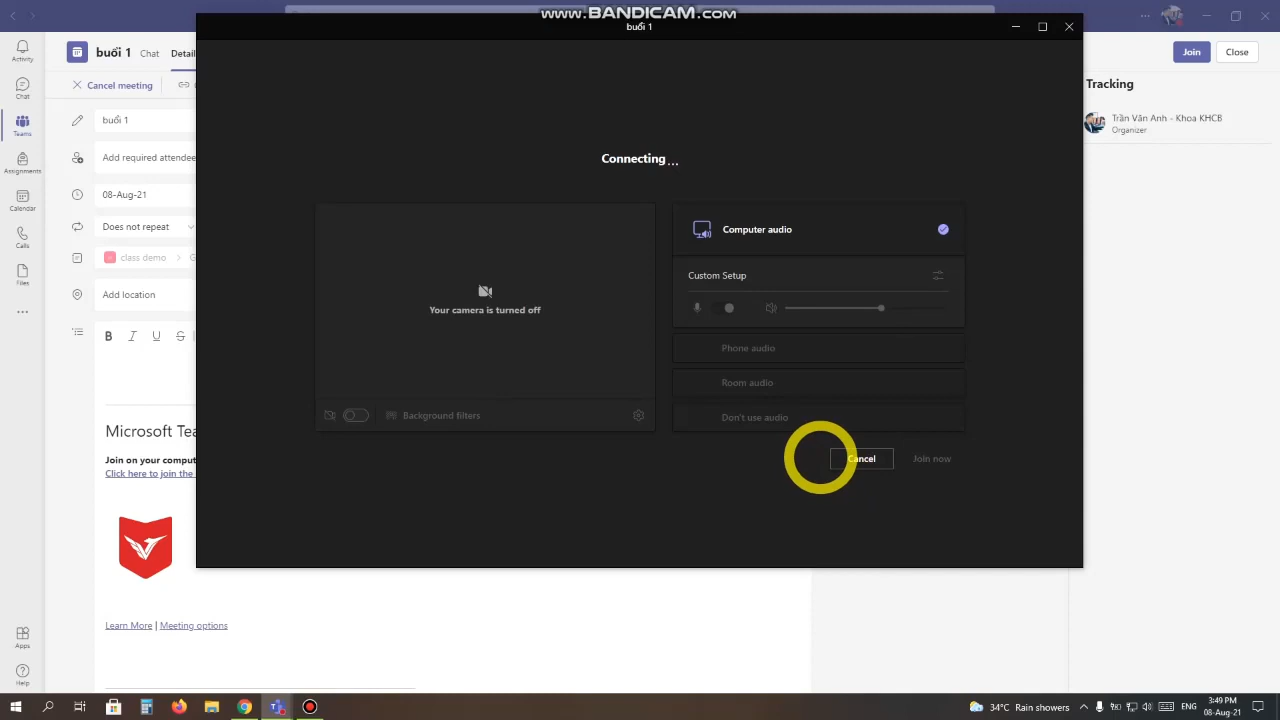 www.BANDICAM.com
buổi 1
buổi 1
Chat
Detail
Join
Close
Cancel meeting
Tracking
buổi 1
Trần Vân Anh - Khoa KHCB
Organizer
Add required attendee
08-Aug-21
Does not repeat
class demo
Add location
B I U S
Connecting...
Your camera is turned off
Background filters
Computer audio
Custom Setup
Phone audio
Room audio
Don't use audio
Cancel
Join now
Microsoft Tea
Join on your comput
Click here to join the
Learn More | Meeting options
Activity
Chat
Teams
Assignments
Calendar
Calls
Files
Apps
Help
34°C Rain showers
ENG
3:49 PM
08-Aug-21